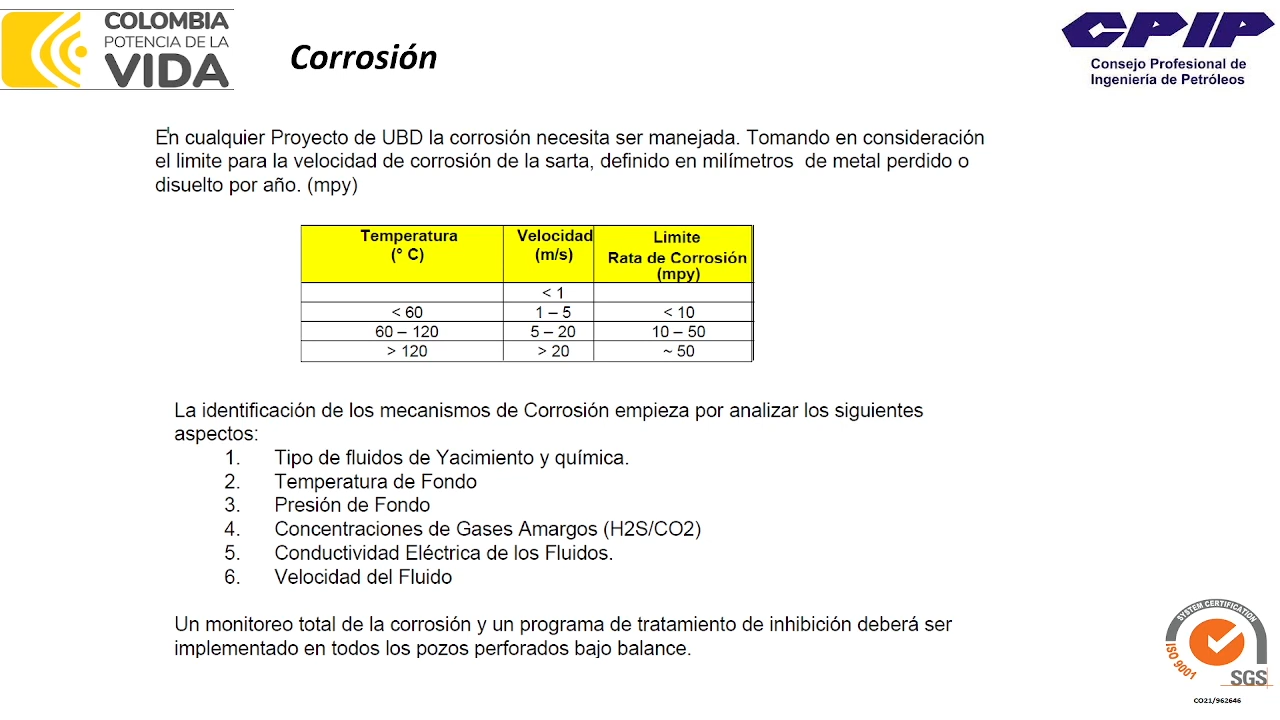 COLOMBIA
POTENCIA DE LA
VIDA
Corrosión
CPIP
Consejo Profesional de
Ingeniería de Petróleos
En cualquier Proyecto de UBD la corrosión necesita ser manejada. Tomando en consideración
el limite para la velocidad de corrosión de la sarta, definido en milímetros de metal perdido o
disuelto por año. (mpy)
Temperatura (° C) Velocidad (m/s) Limite Rata de Corrosión (mpy)
< 1
< 60 1 – 5 < 10
60 – 120 5 – 20 10 – 50
> 120 > 20 ~ 50
La identificación de los mecanismos de Corrosión empieza por analizar los siguientes
aspectos:
1. Tipo de fluidos de Yacimiento y química.
2. Temperatura de Fondo
3. Presión de Fondo
4. Concentraciones de Gases Amargos (H2S/CO2)
5. Conductividad Eléctrica de los Fluidos.
6. Velocidad del Fluido
Un monitoreo total de la corrosión y un programa de tratamiento de inhibición deberá ser
implementado en todos los pozos perforados bajo balance.
SYSTEM CERTIFICATION
ISO 9001
SGS
CO21/962646